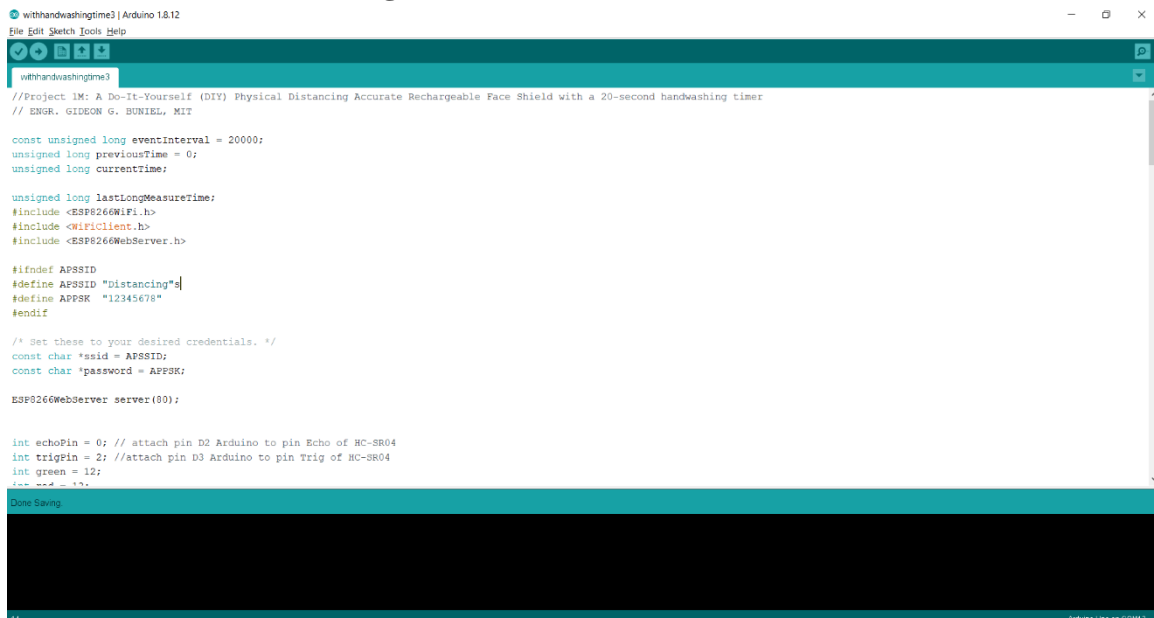 withhandwashingtime3 | Arduino 1.8.12
File Edit Sketch Tools Help
withhandwashingtime3
//Project 1M: A Do-It-Yourself (DIY) Physical Distancing Accurate Rechargeable Face Shield with a 20-second handwashing timer
// ENGR. GIDEON G. BUNIEL, MIT
const unsigned long eventInterval = 20000;
unsigned long previousTime = 0;
unsigned long currentTime;
unsigned long lastLongMeasureTime;
#include <ESP8266WiFi.h>
#include <WiFiClient.h>
#include <ESP8266WebServer.h>
#ifndef APSSID
#define APSSID "Distancing"s
#define APPSK  "12345678"
#endif
/* Set these to your desired credentials. */
const char *ssid = APSSID;
const char *password = APPSK;
ESP8266WebServer server(80);
int echoPin = 0; // attach pin D2 Arduino to pin Echo of HC-SR04
int trigPin = 2; //attach pin D3 Arduino to pin Trig of HC-SR04
int green = 12;
Done Saving.